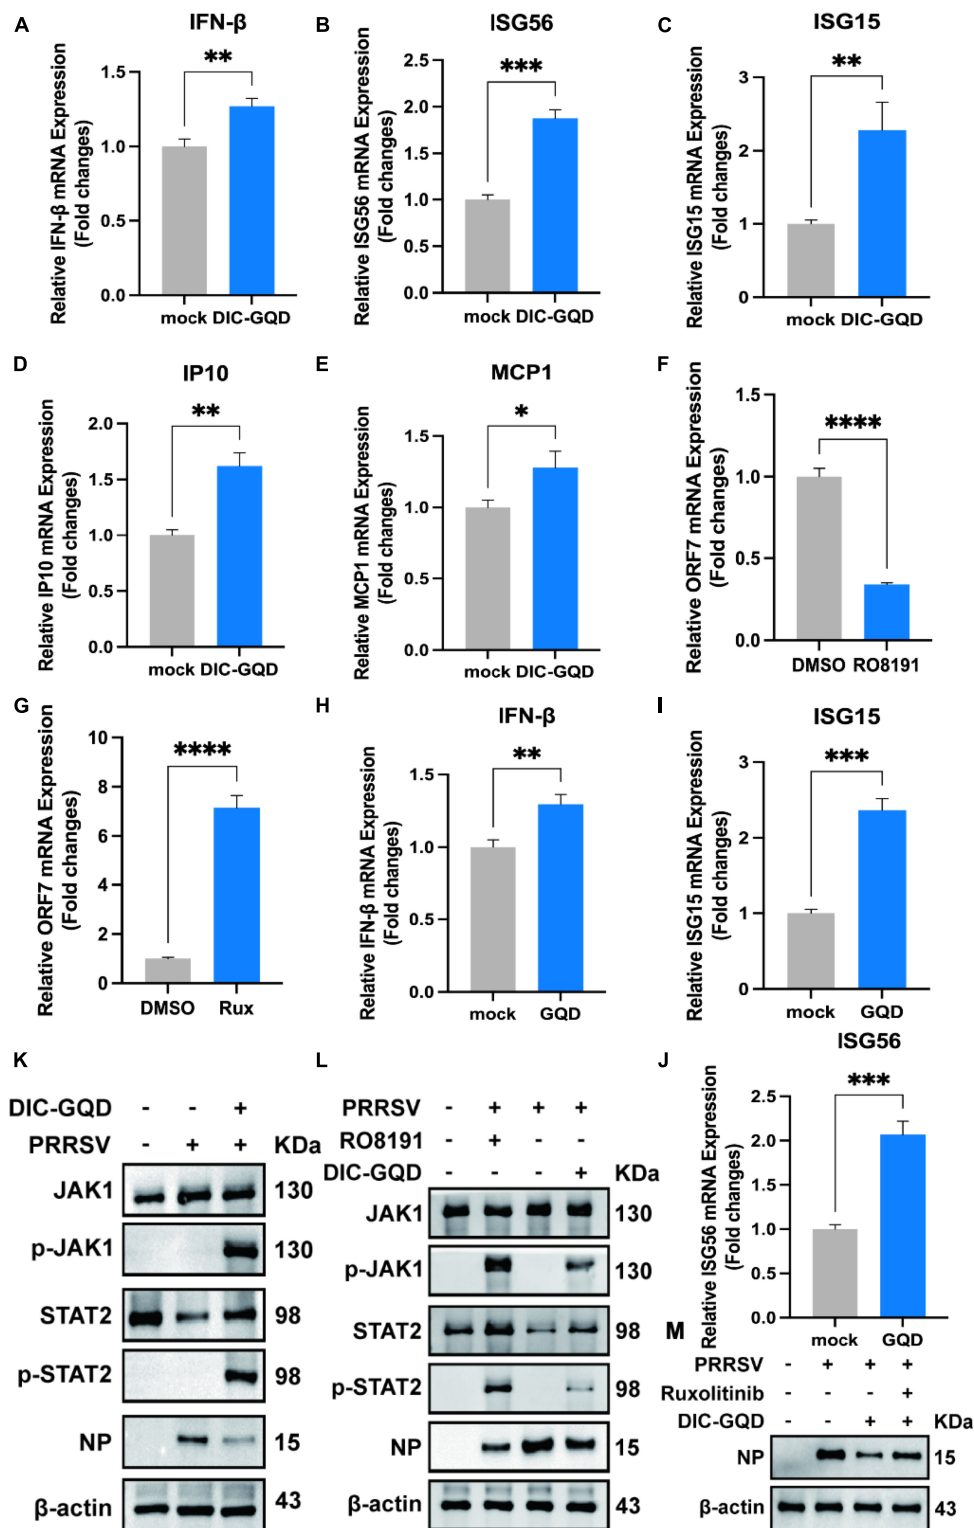 A
IFN-β
**
Relative IFN-β mRNA Expression
(Fold changes)
1.5
1.0
0.5
0.0
mock DIC-GQD
B
ISG56
***
Relative ISG56 mRNA Expression
(Fold changes)
2.5
2.0
1.5
1.0
0.5
0.0
mock DIC-GQD
C
ISG15
**
Relative ISG15 mRNA Expression
(Fold changes)
3
2
1
0
mock DIC-GQD
D
IP10
**
Relative IP10 mRNA Expression
(Fold changes)
2.0
1.5
1.0
0.5
0.0
mock DIC-GQD
E
MCP1
*
Relative MCP1 mRNA Expression
(Fold changes)
1.5
1.0
0.5
0.0
mock DIC-GQD
F
****
Relative ORF7 mRNA Expression
(Fold changes)
1.5
1.0
0.5
0.0
DMSO RO8191
G
****
Relative ORF7 mRNA Expression
(Fold changes)
10
8
6
4
2
0
DMSO Rux
H
IFN-β
**
Relative IFN-β mRNA Expression
(Fold changes)
1.5
1.0
0.5
0.0
mock GQD
I
ISG15
***
Relative ISG15 mRNA Expression
(Fold changes)
3
2
1
0
mock GQD
K
DIC-GQD - - +
PRRSV - + + KDa
JAK1 130
p-JAK1 130
STAT2 98
p-STAT2 98
NP 15
β-actin 43
L
PRRSV - + + +
RO8191 - + - -
DIC-GQD - - - + KDa
JAK1 130
p-JAK1 130
STAT2 98
p-STAT2 98
NP 15
β-actin 43
J
ISG56
***
Relative ISG56 mRNA Expression
(Fold changes)
2.5
2.0
1.5
1.0
0.5
0.0
mock GQD
M
PRRSV - + + +
Ruxolitinib - - - +
DIC-GQD - - + + KDa
NP 15
β-actin 43